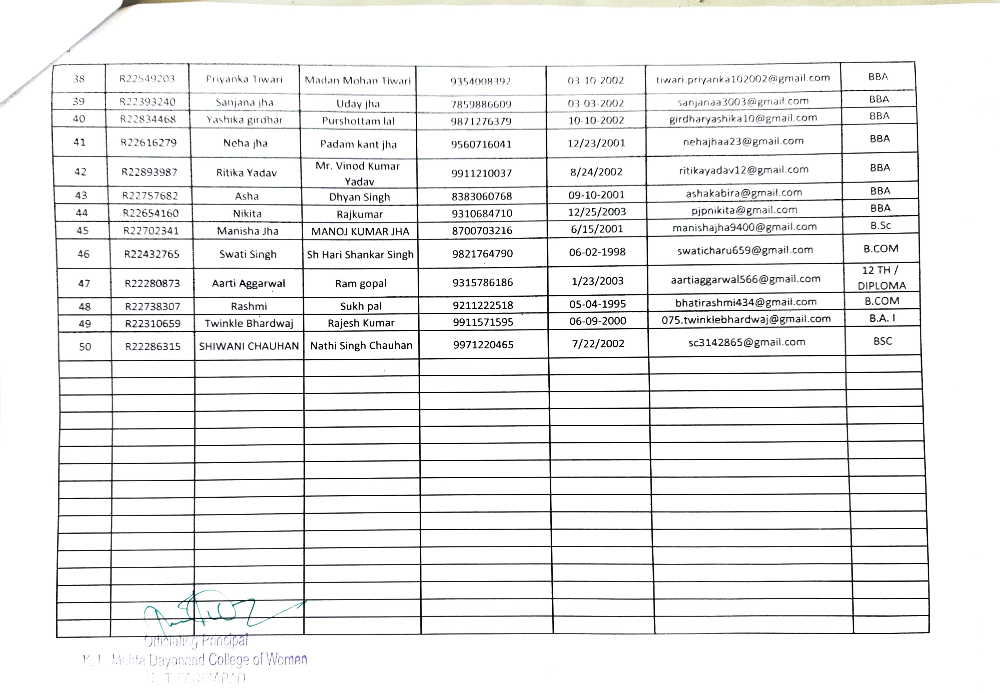 38 R22549203 Priyanka Tiwari Madan Mohan Tiwari 9354008392 03-10-2002 tiwari.priyanka102002@gmail.com BBA
39 R22393240 Sanjana jha Uday jha 7859886609 03-03-2002 sanjanaa3003@gmail.com BBA
40 R22834468 Yashika girdhar Purshottam lal 9871276379 10-10-2002 girdharyashika10@gmail.com BBA
41 R22616279 Neha jha Padam kant jha 9560716041 12/23/2001 nehajhaa23@gmail.com BBA
42 R22893987 Ritika Yadav Mr. Vinod Kumar Yadav 9911210037 8/24/2002 ritikayadav12@gmail.com BBA
43 R22757682 Asha Dhyan Singh 8383060768 09-10-2001 ashakabira@gmail.com BBA
44 R22654160 Nikita Rajkumar 9310684710 12/25/2003 pjpnikita@gmail.com BBA
45 R22702341 Manisha Jha MANOJ KUMAR JHA 8700703216 6/15/2001 manishajha9400@gmail.com B.Sc
46 R22432765 Swati Singh Sh Hari Shankar Singh 9821764790 06-02-1998 swaticharu659@gmail.com B.COM
47 R22280873 Aarti Aggarwal Ram gopal 9315786186 1/23/2003 aartiaggarwal566@gmail.com 12 TH / DIPLOMA
48 R22738307 Rashmi Sukh pal 9211222518 05-04-1995 bhatirashmi434@gmail.com B.COM
49 R22310659 Twinkle Bhardwaj Rajesh Kumar 9911571595 06-09-2000 075.twinklebhardwaj@gmail.com B.A. I
50 R22286315 SHIWANI CHAUHAN Nathi Singh Chauhan 9971220465 7/22/2002 sc3142865@gmail.com BSC
Officiating Principal
K. L. Mehta Dayanand College of Women
FARIDABAD